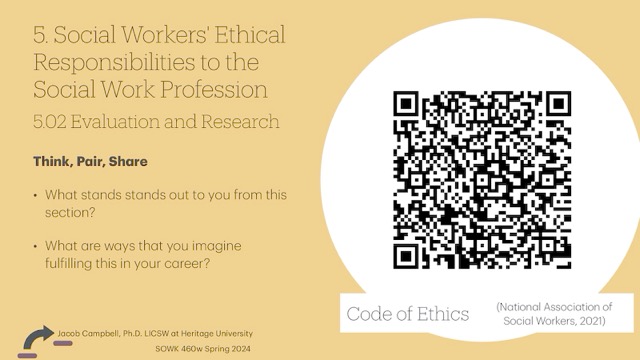 5. Social Workers' Ethical
Responsibilities to the
Social Work Profession
5.02 Evaluation and Research
Think, Pair, Share
• What stands stands out to you from this
section?
• What are ways that you imagine
fulfilling this in your career?
Code of Ethics
(National Association of
Social Workers, 2021)
Jacob Campbell, Ph.D. LICSW at Heritage University
SOWK 460w Spring 2024